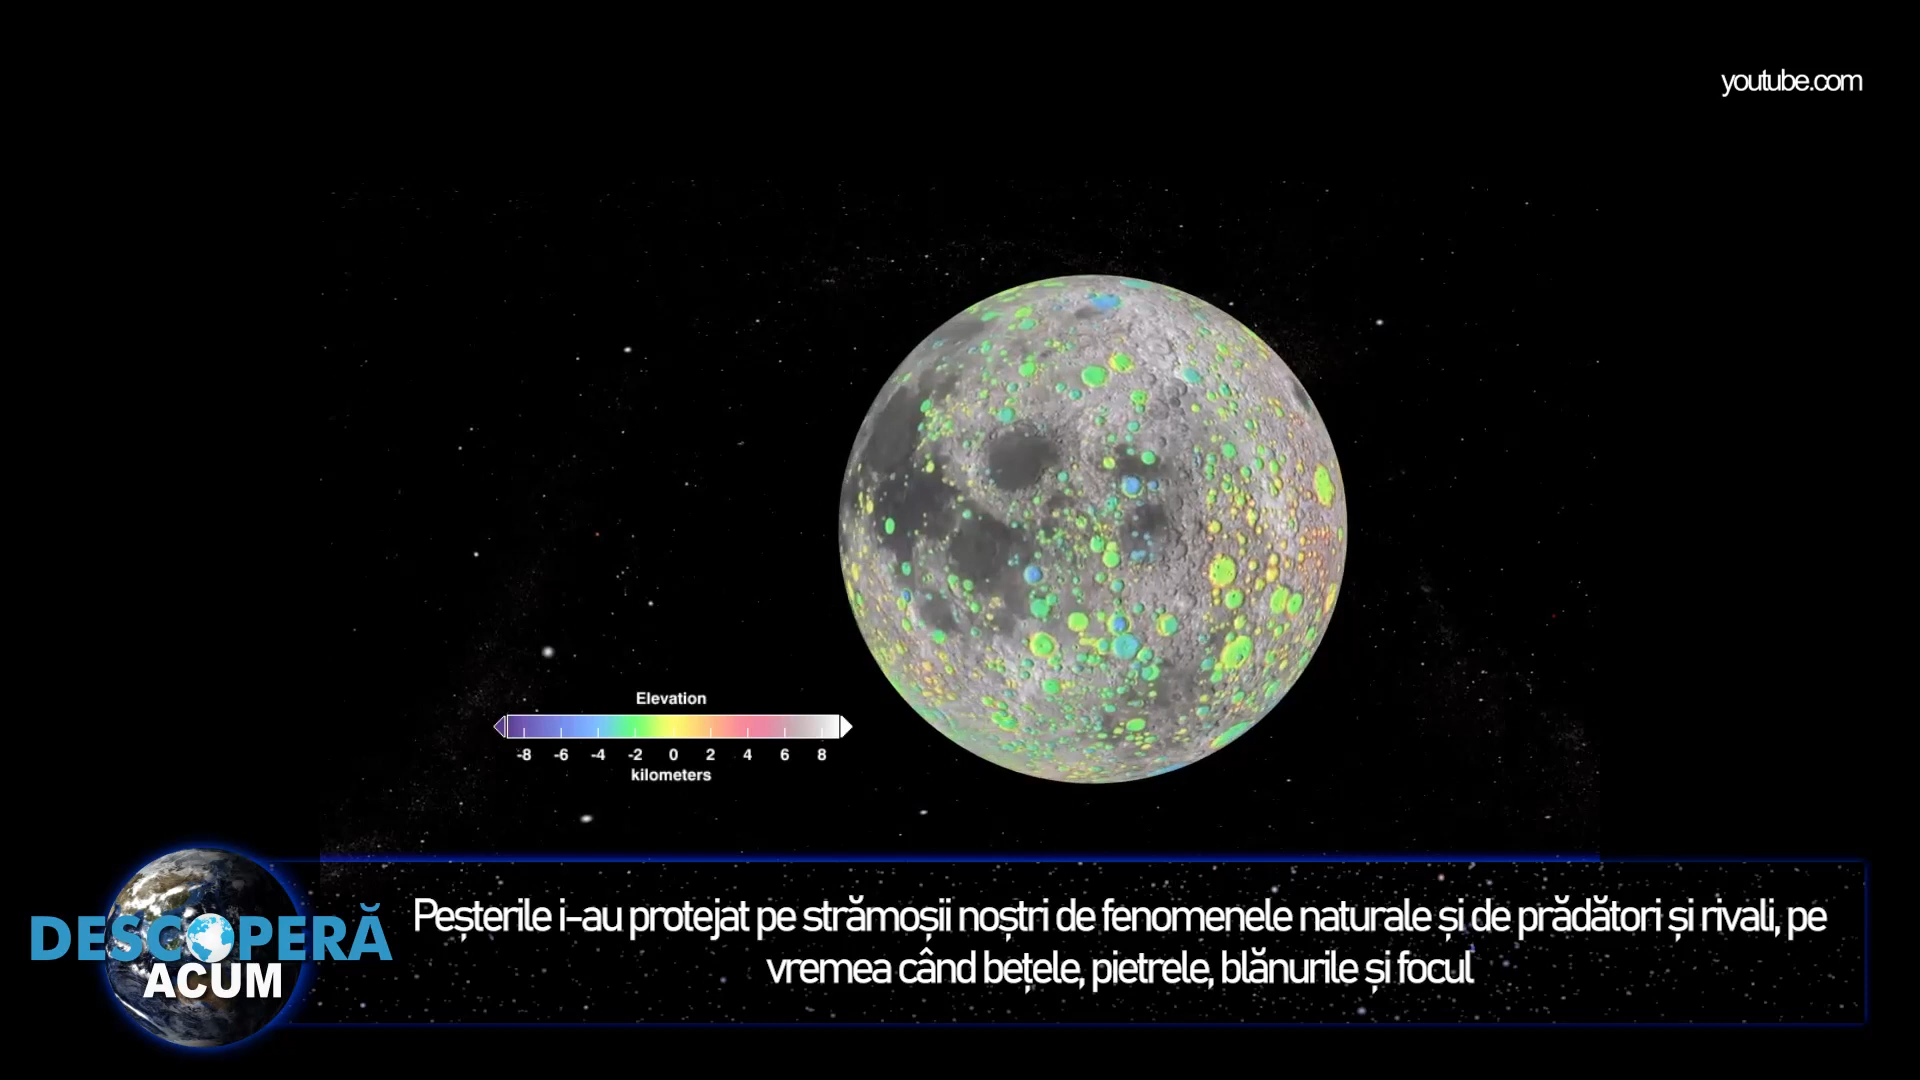 youtube.com
Elevation
-8 -6 -4 -2 0 2 4 6 8
kilometers
DESCOPERĂ
ACUM
Peșterile i-au protejat pe strămoșii noștri de fenomenele naturale și de prădători și rivali, pe
vremea când bețele, pietrele, blănurile și focul